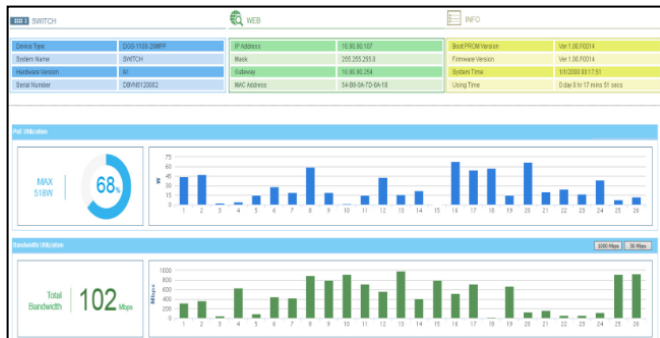 SWITCH
WEB
INFO
Device Type DGS-1100-26MPP
IP Address 10.90.90.107
Boot PROM Version Ver 1.00.F0014
System Name SWITCH
Mask 255.255.255.0
Firmware Version Ver 1.00.F0014
Hardware Version A1
Gateway 10.90.90.254
System Time
Serial Number
MAC Address
Using Time 0 day 0 hr 17 mins 51 secs
PoE Utilization
MAX
518W
68%
W
75
60
45
30
15
0
1 2 3 4 5 6 7 8 9 10 11 12 13 14 15 16 17 18 19 20 21 22 23 24 25 26
Bandwidth Utilization 1000 Mbps 50 Mbps
Total
Bandwidth
102 Mbps
Mbps
1000
800
600
400
200
0
1 2 3 4 5 6 7 8 9 10 11 12 13 14 15 16 17 18 19 20 21 22 23 24 25 26